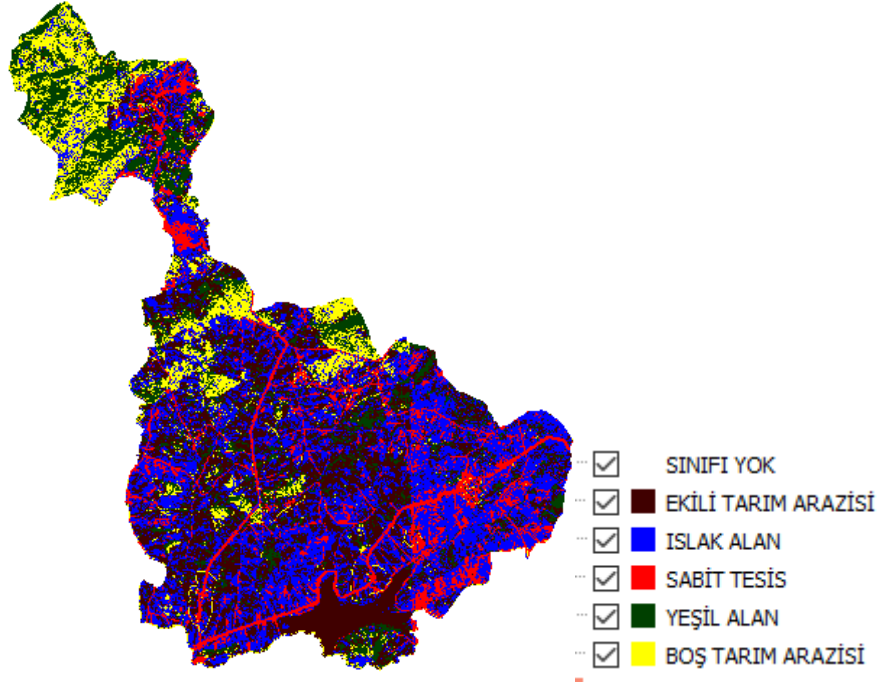 SINIFI YOK
EKİLİ TARIM ARAZİSİ
ISLAK ALAN
SABİT TESİS
YEŞİL ALAN
BOŞ TARIM ARAZİSİ